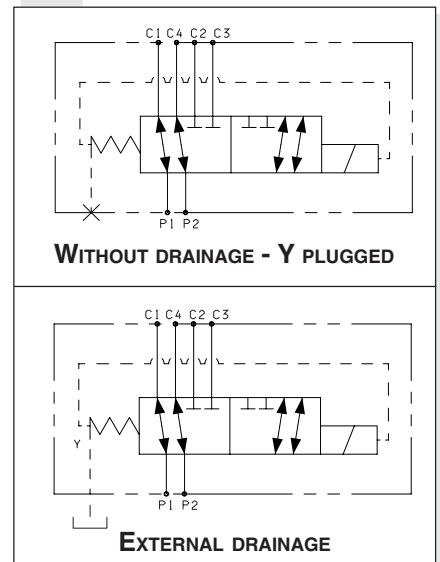 C1 C4 C2 C3
P1 P2
WITHOUT DRAINAGE - Y PLUGGED
C1 C4 C2 C3
Y
P1 P2
EXTERNAL DRAINAGE